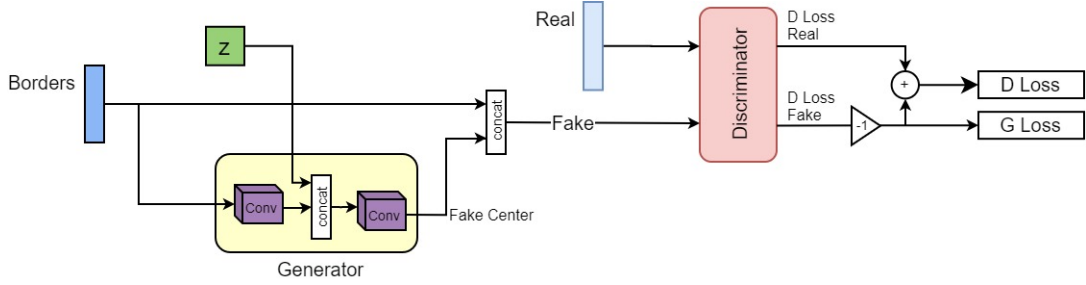 Borders
z
Conv
concat
Conv
Generator
Fake Center
concat
Fake
Real
Discriminator
D Loss
Real
D Loss
Fake
-1
+
D Loss
G Loss